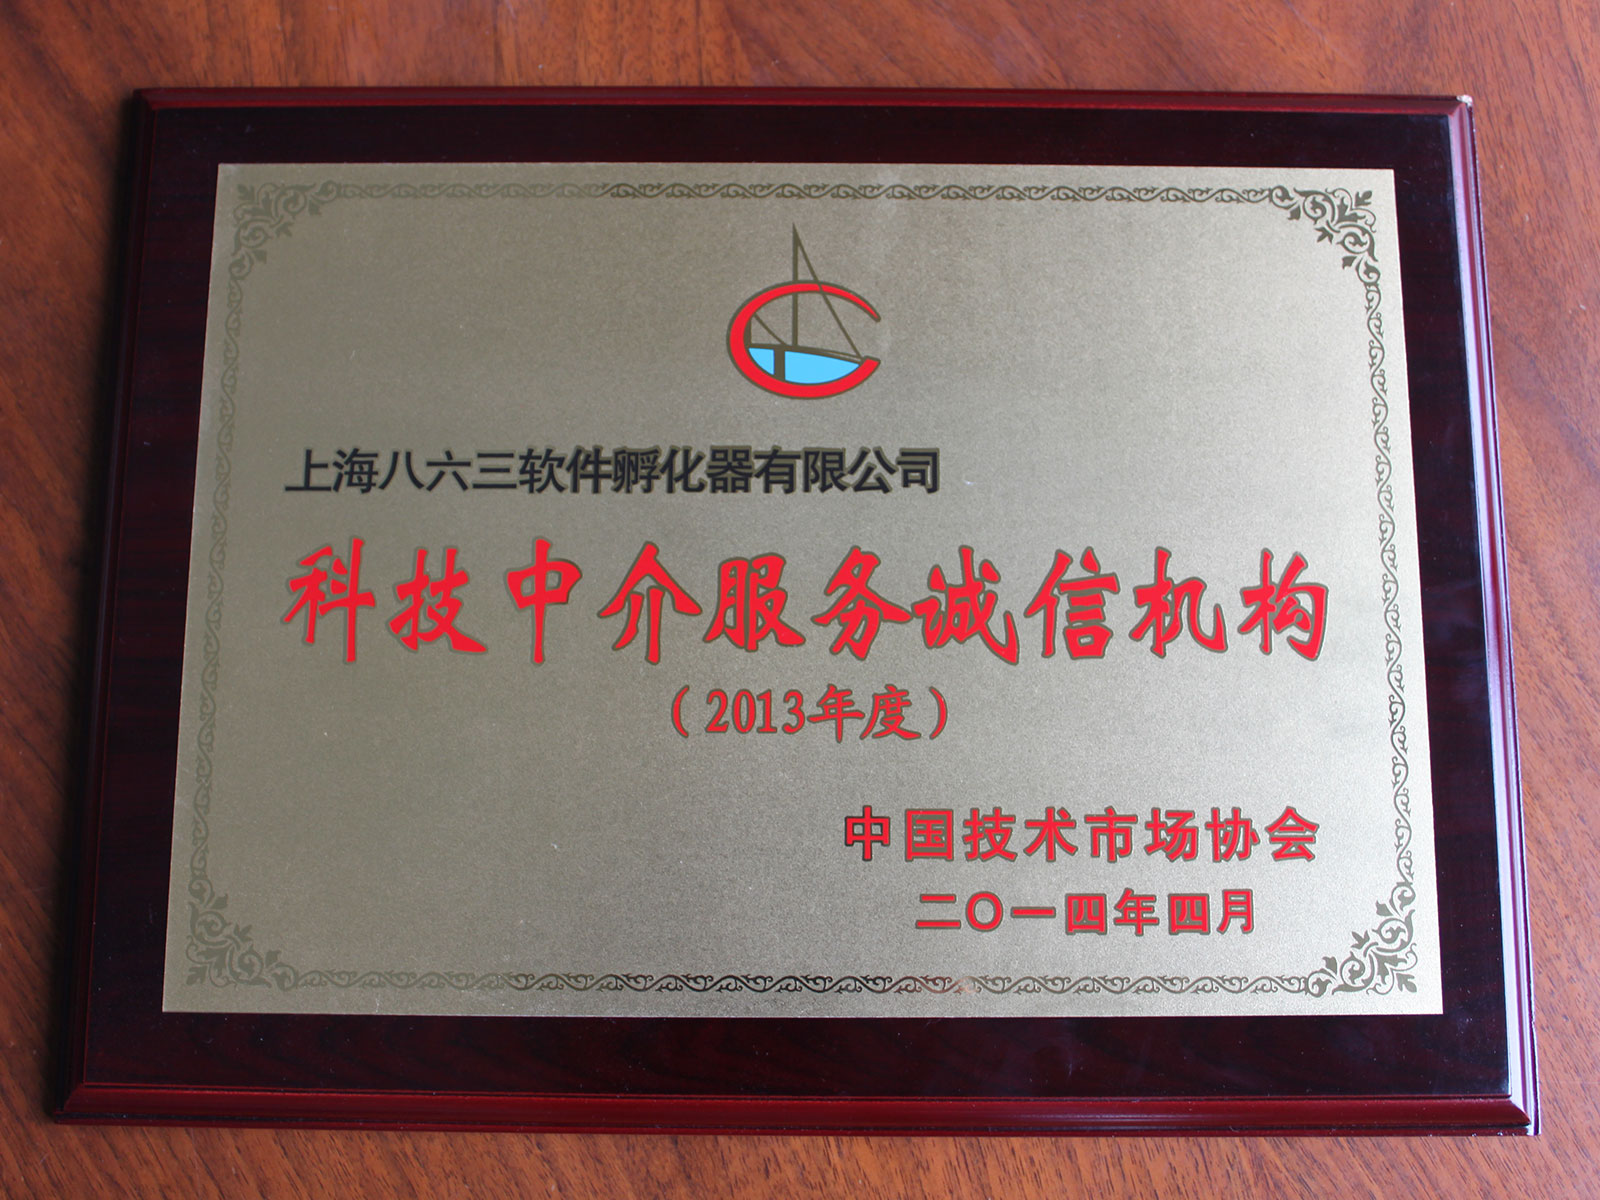 上海八六三软件孵化器有限公司
科技中介服务诚信机构
（2013年度）
中国技术市场协会
二〇一四年四月